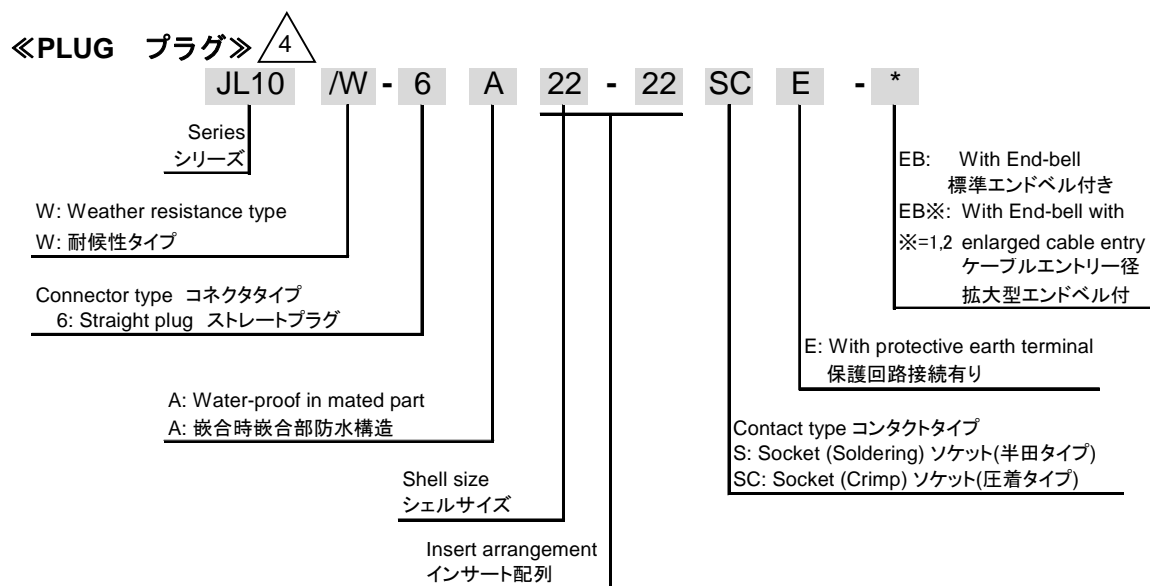 ≪PLUG プラグ≫ 4
JL10 /W - 6 A 22 - 22 SC E - *
Series
シリーズ
W: Weather resistance type
W: 耐候性タイプ
Connector type コネクタタイプ
6: Straight plug ストレートプラグ
A: Water-proof in mated part
A: 嵌合時嵌合部防水構造
Shell size
シェルサイズ
Insert arrangement
インサート配列
Contact type コンタクトタイプ
S: Socket (Soldering) ソケット(半田タイプ)
SC: Socket (Crimp) ソケット(圧着タイプ)
E: With protective earth terminal
保護回路接続有り
EB: With End-bell
標準エンドベル付き
EB※: With End-bell with
※=1,2 enlarged cable entry
ケーブルエントリー径
拡大型エンドベル付